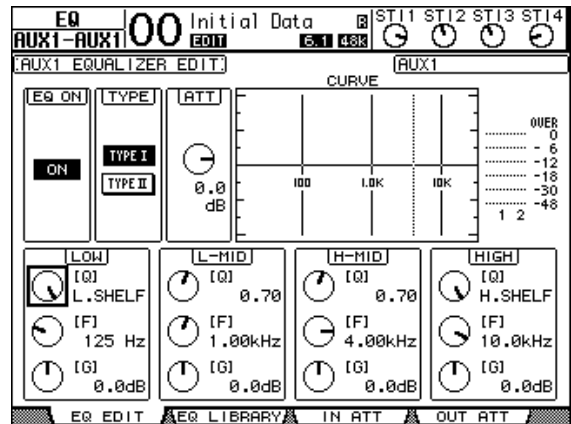 EQ
AUX1-AUX1
00
Initial Data
R
EDIT
6.1 48k
STI1 STI2 STI3 STI4
AUX1 EQUALIZER EDIT
AUX1
CURVE
EQ ON
TYPE
ATT
ON
TYPE I
TYPE II
0.0
dB
100 1.0K 10K
OVER
0
- 6
-12
-18
-30
-48
1 2
LOW
[Q]
L.SHELF
[F]
125 Hz
[G]
0.0dB
L-MID
[Q]
0.70
[F]
1.00kHz
[G]
0.0dB
H-MID
[Q]
0.70
[F]
4.00kHz
[G]
0.0dB
HIGH
[Q]
H.SHELF
[F]
10.0kHz
[G]
0.0dB
EQ EDIT
EQ LIBRARY
IN ATT
OUT ATT